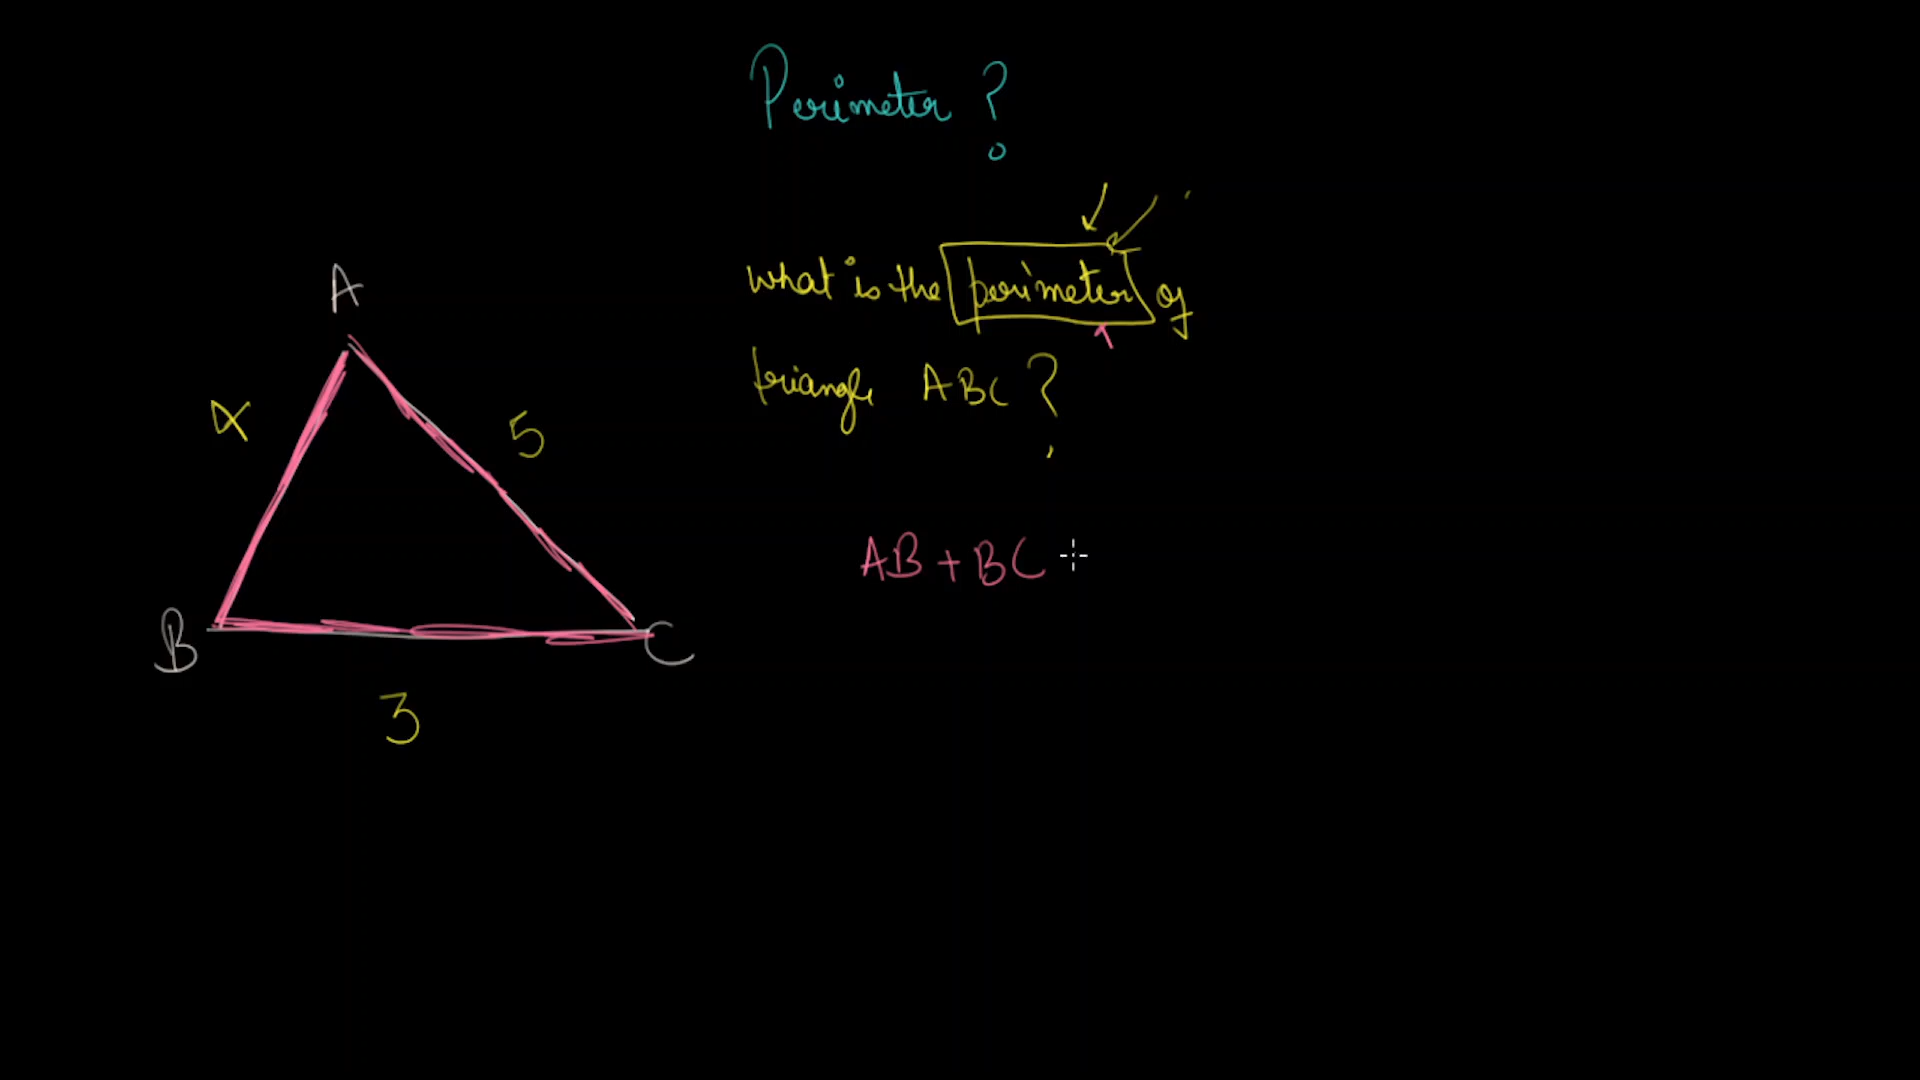 Perimeter ?
what is the perimeter of
triangle ABC ?
A
5
AB + BC
B
C
3